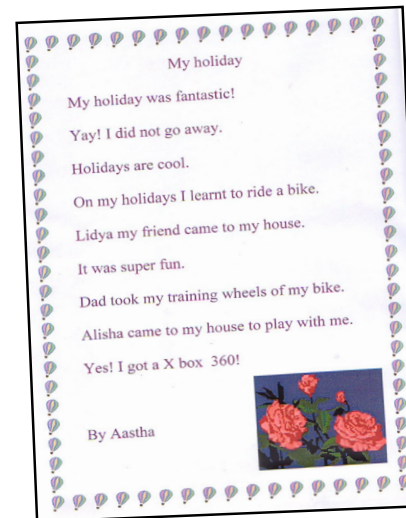 My holiday
My holiday was fantastic!
Yay! I did not go away.
Holidays are cool.
On my holidays I learnt to ride a bike.
Lidya my friend came to my house.
It was super fun.
Dad took my training wheels of my bike.
Alisha came to my house to play with me.
Yes! I got a X box 360!
By Aastha